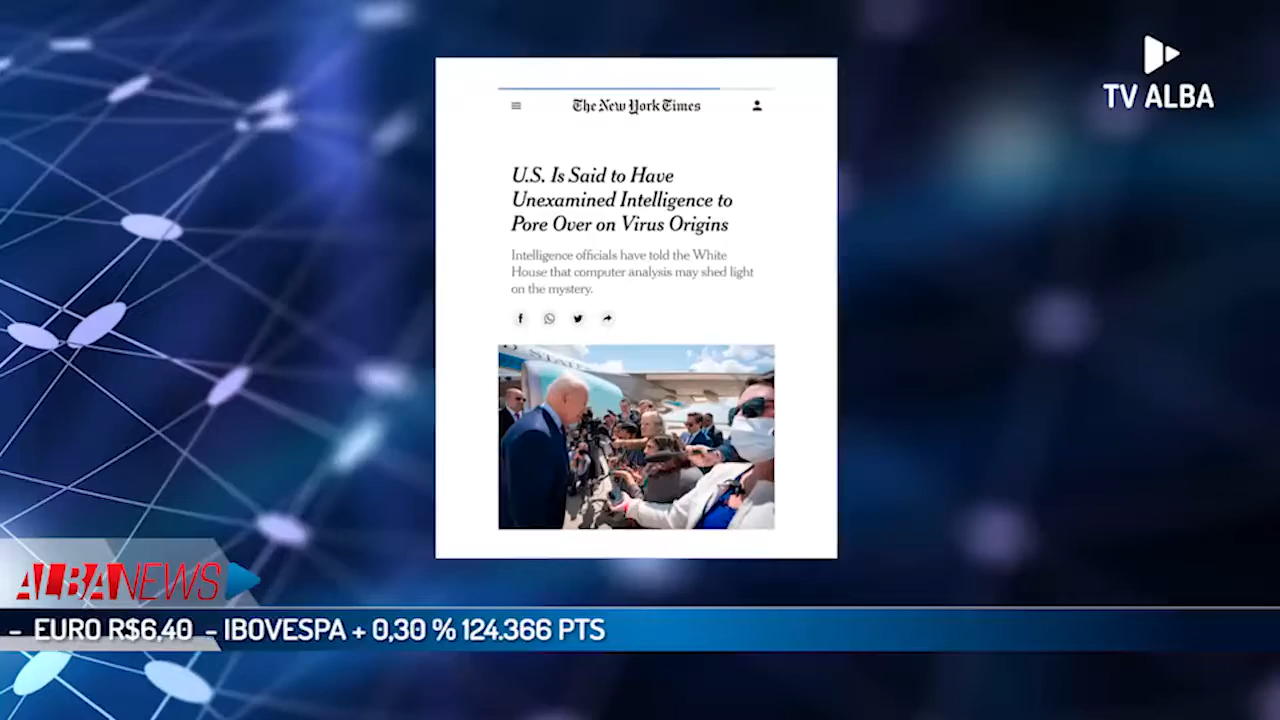 TV ALBA
The New York Times
U.S. Is Said to Have
Unexamined Intelligence to
Pore Over on Virus Origins
Intelligence officials have told the White
House that computer analysis may shed light
on the mystery.
D STATE
ALBANEWS
- EURO R$6,40 - IBOVESPA + 0,30 % 124.366 PTS